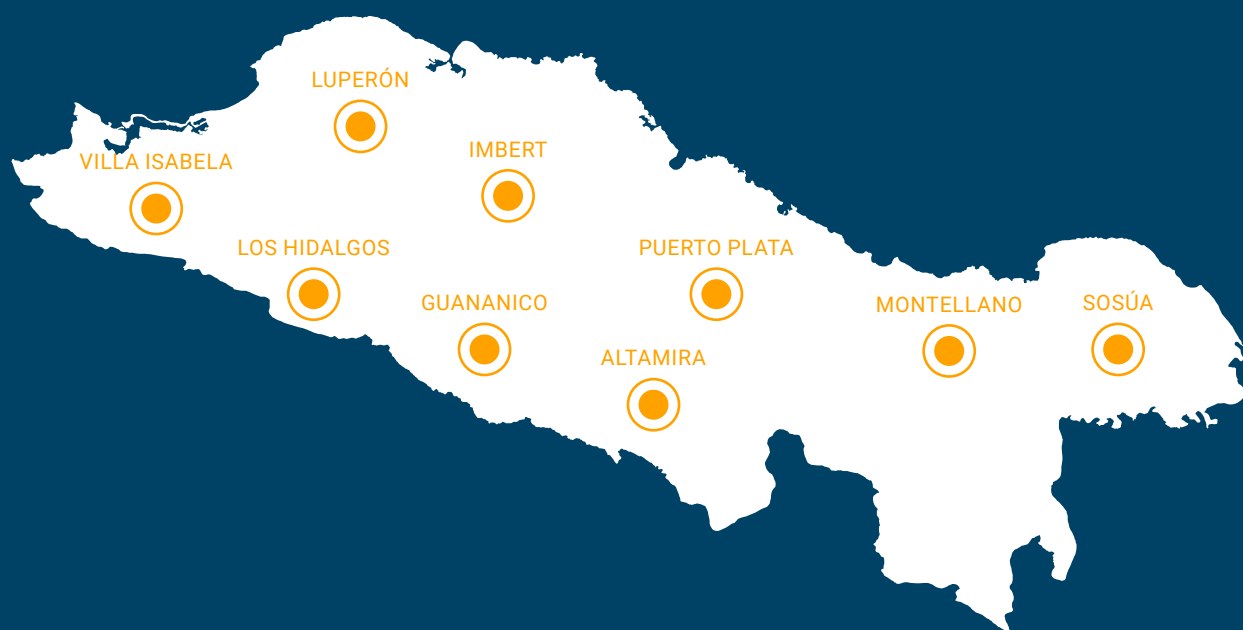 LUPERÓN
IMBERT
VILLA ISABELA
LOS HIDALGOS
PUERTO PLATA
GUANANICO
MONTELLANO
SOSÚA
ALTAMIRA